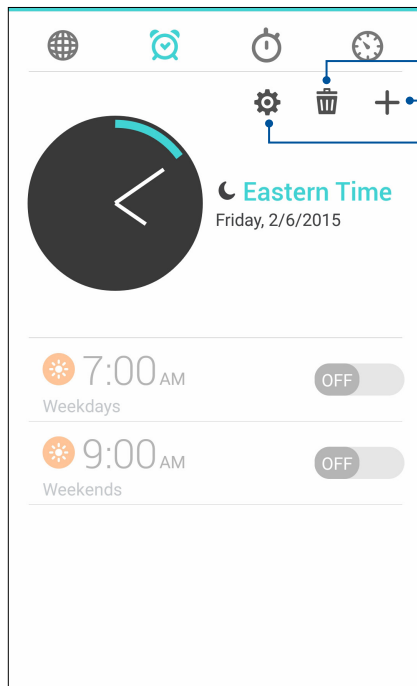 Eastern Time
Friday, 2/6/2015
7:00 AM
OFF
Weekdays
9:00 AM
OFF
Weekends